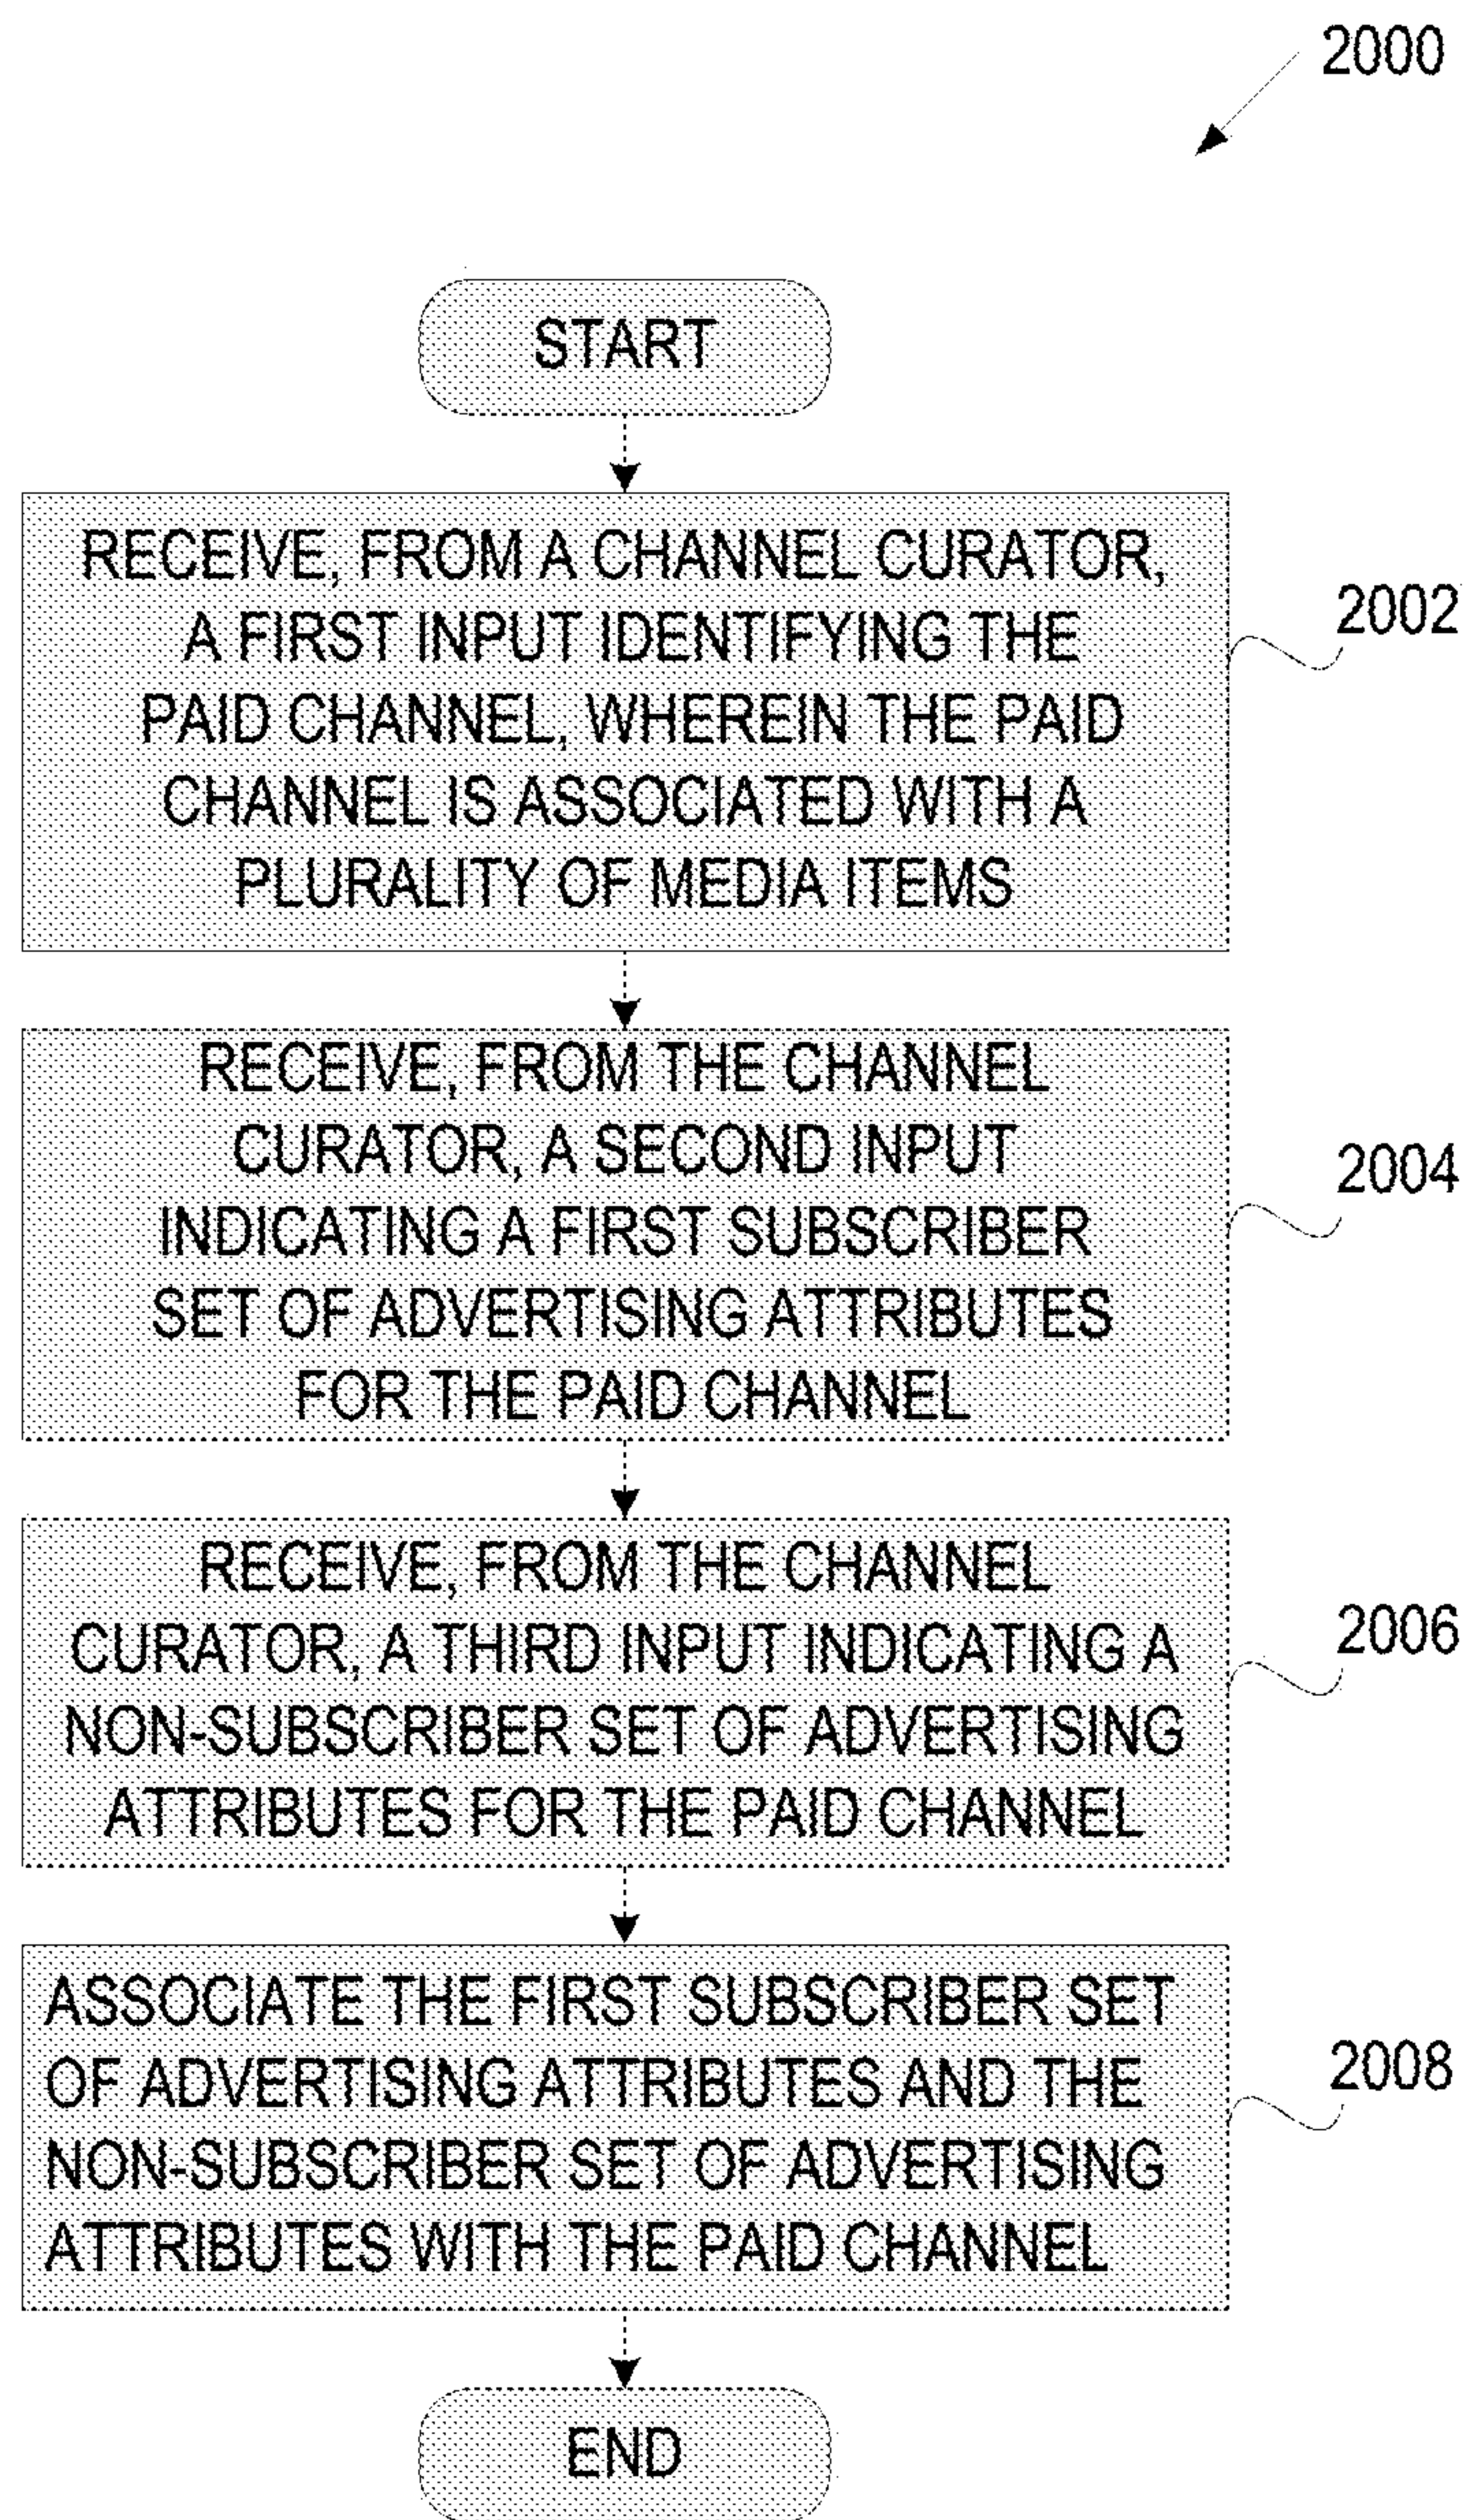 2000
START
RECEIVE, FROM A CHANNEL CURATOR,
A FIRST INPUT IDENTIFYING THE
PAID CHANNEL, WHEREIN THE PAID
CHANNEL IS ASSOCIATED WITH A
PLURALITY OF MEDIA ITEMS
2002
RECEIVE, FROM THE CHANNEL
CURATOR, A SECOND INPUT
INDICATING A FIRST SUBSCRIBER
SET OF ADVERTISING ATTRIBUTES
FOR THE PAID CHANNEL
2004
RECEIVE, FROM THE CHANNEL
CURATOR, A THIRD INPUT INDICATING A
NON-SUBSCRIBER SET OF ADVERTISING
ATTRIBUTES FOR THE PAID CHANNEL
2006
ASSOCIATE THE FIRST SUBSCRIBER SET
OF ADVERTISING ATTRIBUTES AND THE
NON-SUBSCRIBER SET OF ADVERTISING
ATTRIBUTES WITH THE PAID CHANNEL
2008
END